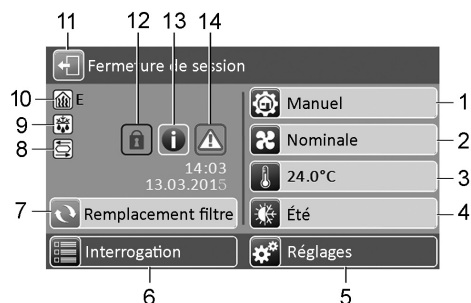 11 12 13 14
Fermeture de session
10 E
9
8
14:03
13.03.2015
7 Remplacement filtre
Interrogation
6
Manuel 1
Nominale 2
24.0°C 3
Été 4
Réglages
5